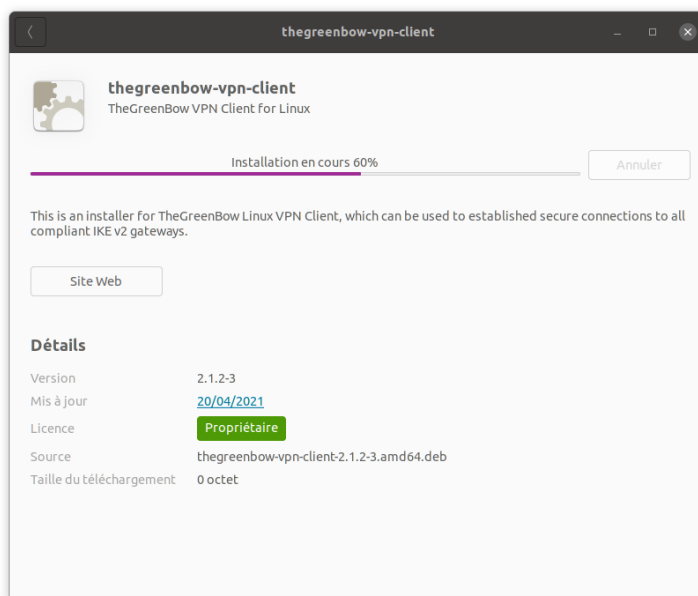 thegreenbow-vpn-client
thegreenbow-vpn-client
TheGreenBow VPN Client for Linux
Installation en cours 60%
Annuler
This is an installer for TheGreenBow Linux VPN Client, which can be used to established secure connections to all
compliant IKE v2 gateways.
Site Web
Détails
Version 2.1.2-3
Mis à jour 20/04/2021
Licence Propriétaire
Source thegreenbow-vpn-client-2.1.2-3.amd64.deb
Taille du téléchargement 0 octet